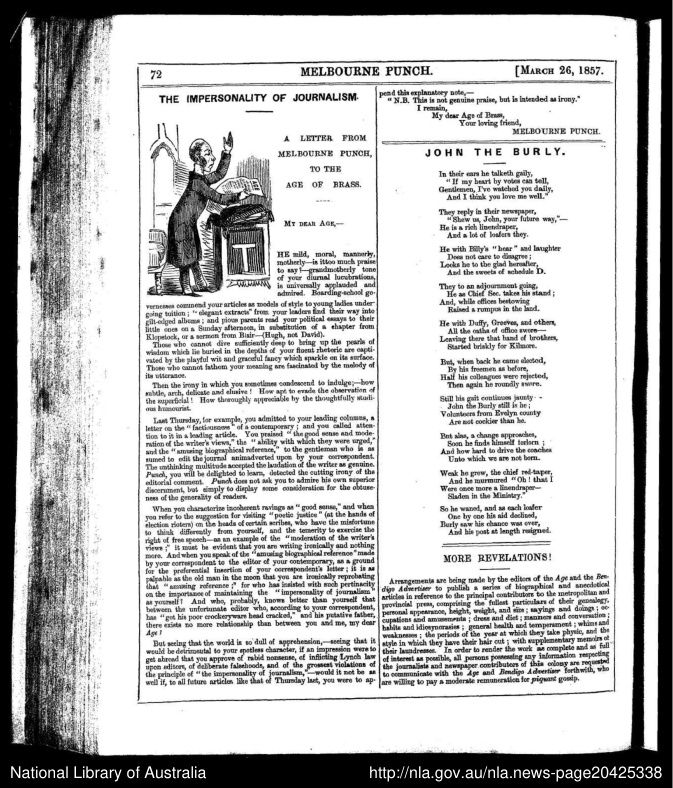 72
MELBOURNE PUNCH.
[MARCH 26, 1857.
THE IMPERSONALITY OF JOURNALISM.
A LETTER FROM
MELBOURNE PUNCH,
TO THE
AGE OF BRASS.
MY DEAR AGE,—
HE mild, moral, mannerly,
motherly—is it too much praise
to say?—grandmotherly tone
of your diurnal lucubrations,
is universally applauded and
admired. Boarding-school go-
vernesses commend your articles as models of style to young ladies under-
going tuition; "elegant extracts" from your leaders find their way into
gilt-edged albums; and pious parents read your political essays to their
little ones on a Sunday afternoon, in substitution of a chapter from
Klopstock, or a sermon from Blair—(Hugh, not David).
Those who cannot dive sufficiently deep to bring up the pearls of
wisdom which lie buried in the depths of your fluent rhetoric are capti-
vated by the playful wit and graceful fancy which sparkle on its surface.
Those who cannot fathom your meaning are fascinated by the melody of
its utterance.
Then the irony in which you sometimes condescend to indulge;—how
subtle, arch, delicate and elusive! How apt to evade the observation of
the superficial! How thoroughly appreciable by the thoughtfully studi-
ous humourist.
Last Thursday, for example, you admitted to your leading columns, a
letter on the "factiousness" of a contemporary; and you called atten-
tion to it in a leading article. You praised "the good sense and mode-
ration of the writer's views," the "ability with which they were urged,"
and the "amusing biographical reference," to the gentleman who is as
sumed to edit the journal animadverted upon by your correspondent.
The unthinking multitude accepted the laudation of the writer as genuine.
Punch, you will be delighted to learn, detected the cutting irony of the
editorial comment. Punch does not ask you to admire his own superior
discernment, but simply to display some consideration for the obtuse-
ness of the generality of readers.
When you characterize incoherent ravings as "good sense," and when
you refer to the suggestion for visiting "poetic justice" (at the hands of
election rioters) on the heads of certain scribes, who have the misfortune
to think differently from yourself, and the temerity to exercise the
right of free speech—as an example of the "moderation of the writer's
views;" it must be evident that you are writing ironically and nothing
more. And when you speak of the "amusing biographical reference" made
by your correspondent to the editor of your contemporary, as a ground
for the preferential insertion of your correspondent's letter; it is as
palpable as the old man in the moon that you are ironically reprobating
that "amusing reference;" for who has insisted with such pertinacity
on the importance of maintaining the "impersonality of journalism"
as yourself? And who, probably, knows better than yourself that
between the unfortunate editor who, according to your correspondent,
has "got his poor crockeryware head cracked," and his putative father,
there exists no more relationship than between you and me, my dear
Age?
But seeing that the world is so dull of apprehension,—seeing that it
would be detrimental to your spotless character, if an impression were to
get abroad that you approve of rabid nonsense, of inflicting Lynch law
upon editors, of deliberate falsehoods, and of the grossest violations of
the principle of "the impersonality of journalism,"—would it not be as
well if, to all future articles like that of Thursday last, you were to ap-
pend this explanatory note,—
"N.B. This is not genuine praise, but is intended as irony."
I remain,
My dear Age of Brass,
Your loving friend,
MELBOURNE PUNCH.
JOHN THE BURLY.
In their ears he talketh gaily,
"If my heart by votes can tell,
Gentlemen, I've watched you daily,
And I think you love me well."
They reply in their newspaper,
"Shew us, John, your future way,"—
He is a rich linendraper,
And a lot of loafers they.
He with Billy's "hear" and laughter
Does not care to disagree;
Looks he to the glad hereafter,
And the sweets of schedule D.
They to an adjourning going,
He as Chief Sec. takes his stand;
And, while offices bestowing
Raised a rumpus in the land.
He with Duffy, Greeves, and others,
All the oaths of office swore—
Leaving there that band of brothers,
Started briskly for Kilmore.
But, when back he came elected,
By his freemen as before,
Half his colleagues were rejected,
Then again he roundly swore.
Still his gait continues jaunty -
John the Burly still is he;
Volunteers from Evelyn county
Are not cockier than he.
But alas, a change approaches,
Soon he finds himself forlorn;
And how hard to drive the coaches
Unto which we are not born.
Weak he grew, the chief red-taper,
And he murmured "Oh! that I
Were once more a linendraper—
Sladen in the Ministry."
So he waned, and as each loafer
One by one his aid declined,
Burly saw his chance was over,
And his post at length resigned.
MORE REVELATIONS!
Arrangements are being made by the editors of the Age and the Ben-
digo Advertiser to publish a series of biographical and anecdotical
articles in reference to the principal contributors to the metropolitan and
provincial press, comprising the fullest particulars of their genealogy,
personal appearance, height, weight, and size; sayings and doings; oc-
cupations and amusements; dress and diet; manners and conversation;
habits and idiosyncrasies; general health and temperament; whims and
weaknesses; the periods of the year at which they take physic, and the
style in which they have their hair cut; with supplementary memoirs of
their laundresses. In order to render the work as complete and as full
of interest as possible, all persons possessing any information respecting
the journalists and newspaper contributors of this colony are requested
to communicate with the Age and Bendigo Advertiser forthwith, who
are willing to pay a moderate remuneration for piquant gossip.
National Library of Australia
http://nla.gov.au/nla.news-page20425338